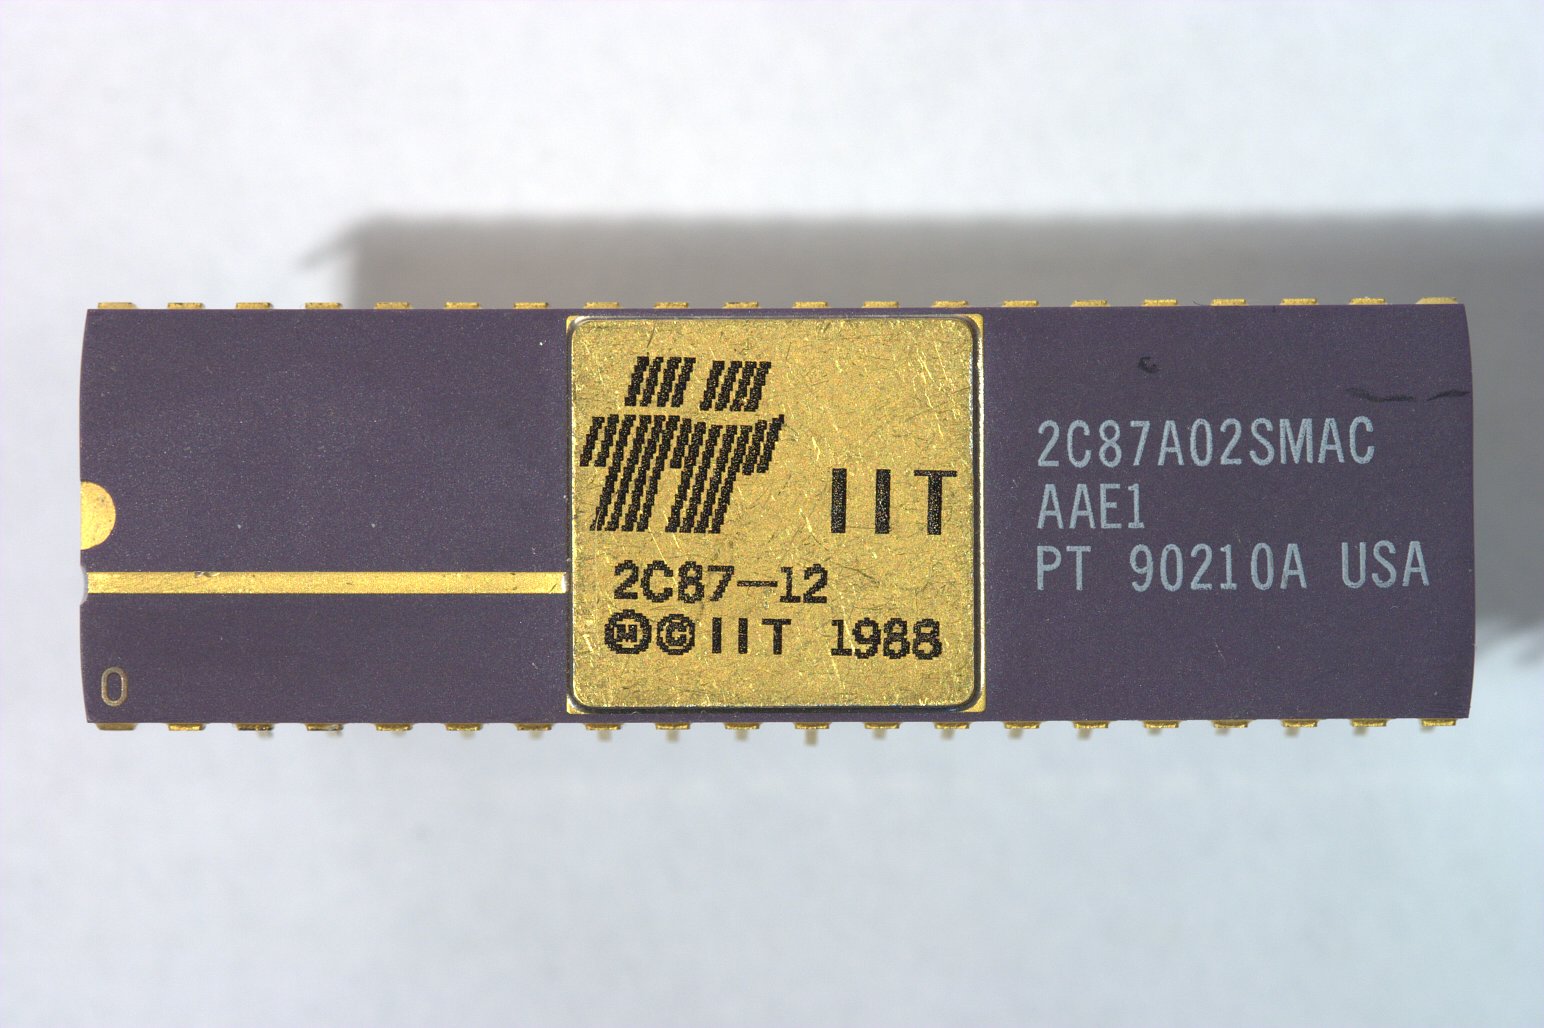 IIT
2C87-12
Ⓜ©IIT 1988
2C87A02SMAC
AAE1
PT 90210A USA
0